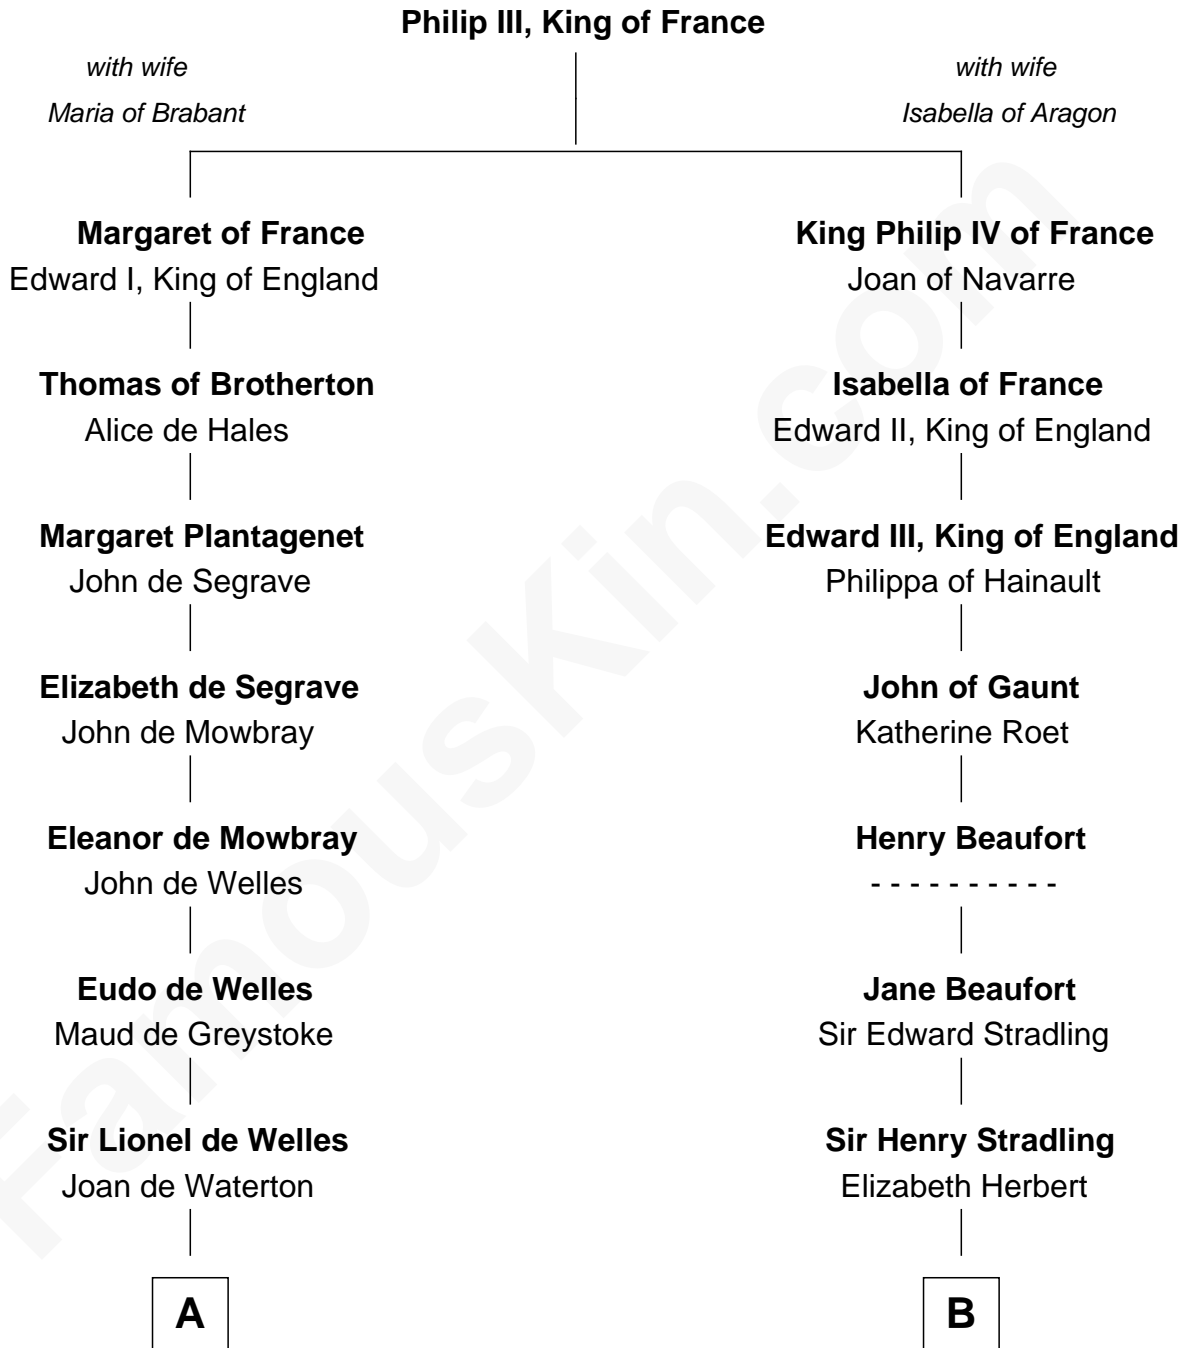 Philip III, King of France
with wife
Maria of Brabant
with wife
Isabella of Aragon
Margaret of France
Edward I, King of England
King Philip IV of France
Joan of Navarre
Thomas of Brotherton
Alice de Hales
Isabella of France
Edward II, King of England
Margaret Plantagenet
John de Segrave
Edward III, King of England
Philippa of Hainault
Elizabeth de Segrave
John de Mowbray
John of Gaunt
Katherine Roet
Eleanor de Mowbray
John de Welles
Henry Beaufort
- - - - - - - - - -
Eudo de Welles
Maud de Greystoke
Jane Beaufort
Sir Edward Stradling
Sir Lionel de Welles
Joan de Waterton
Sir Henry Stradling
Elizabeth Herbert
A
B
FamousKin.com